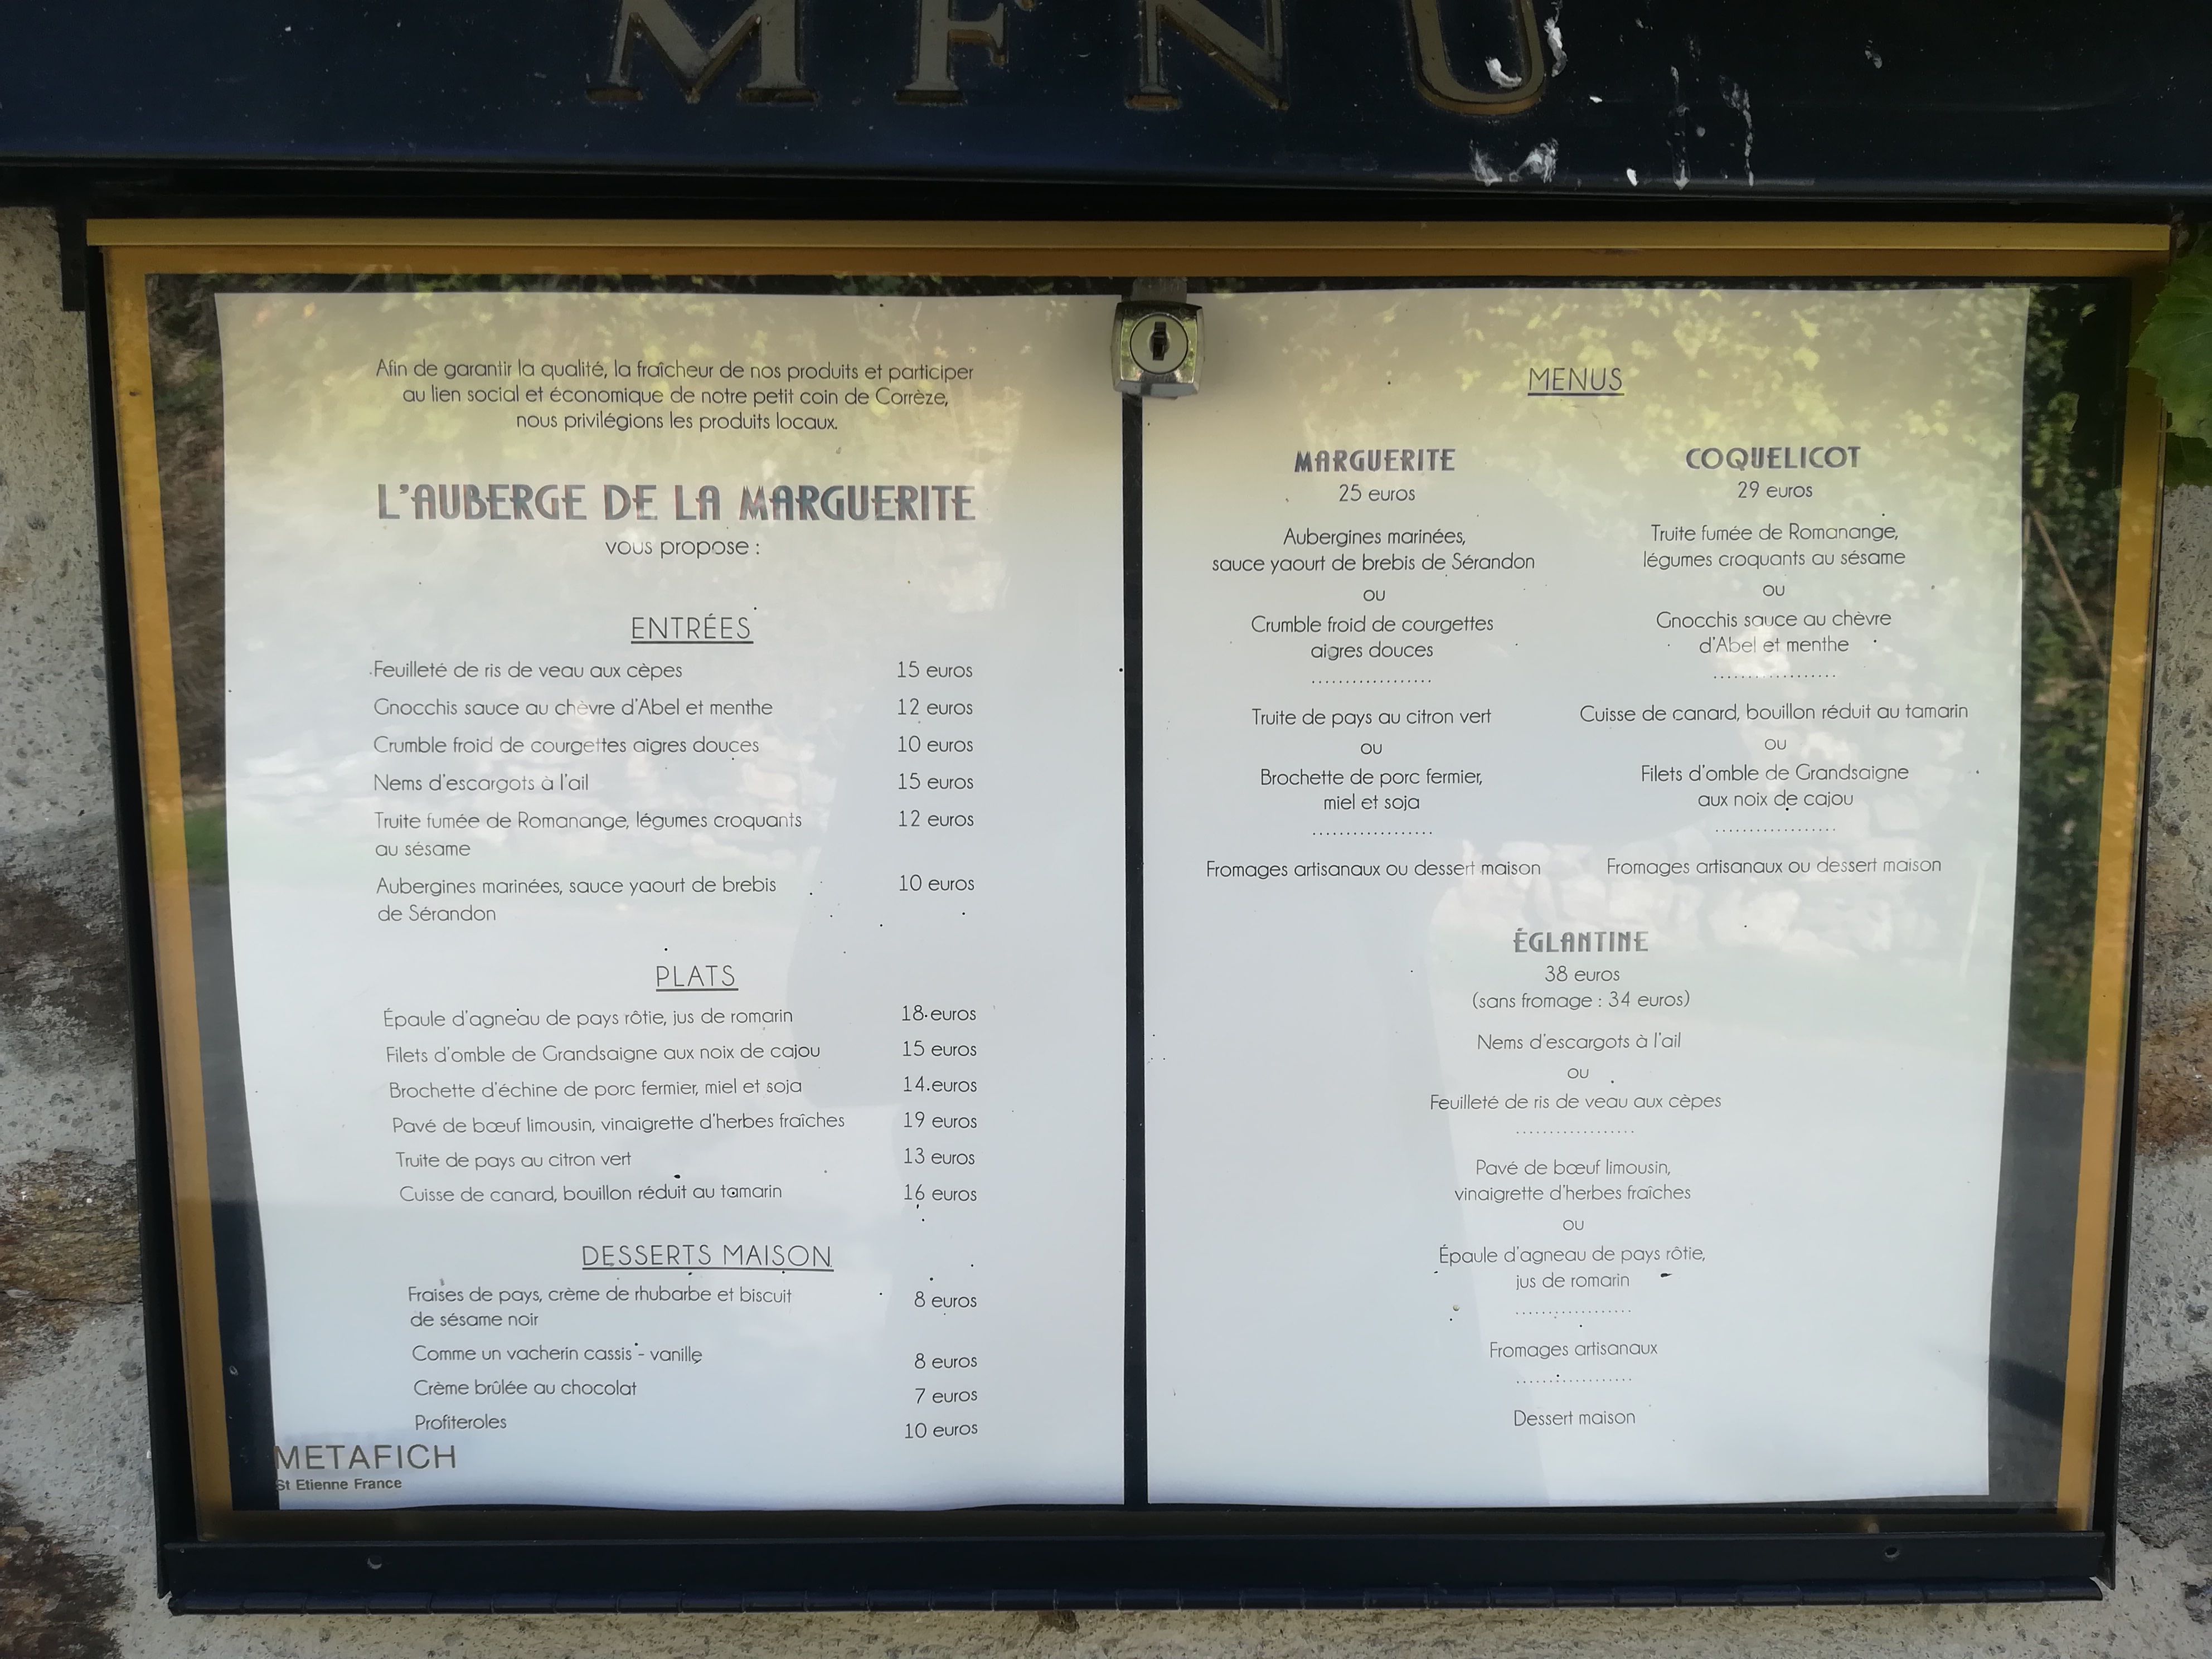 MENU
Afin de garantir la qualité, la fraîcheur de nos produits et participer
au lien social et économique de notre petit coin de Corrèze,
nous privilégions les produits locaux.
L'AUBERGE DE LA MARGUERITE
vous propose :
ENTRÉES
Feuilleté de ris de veau aux cèpes 15 euros
Gnocchis sauce au chèvre d'Abel et menthe 12 euros
Crumble froid de courgettes aigres douces 10 euros
Nems d'escargots à l'ail 15 euros
Truite fumée de Romanange, légumes croquants 12 euros
au sésame
Aubergines marinées, sauce yaourt de brebis 10 euros
de Sérandon
PLATS
Épaule d'agneau de pays rôtie, jus de romarin 18 euros
Filets d'omble de Grandsaigne aux noix de cajou 15 euros
Brochette d'échine de porc fermier, miel et soja 14 euros
Pavé de bœuf limousin, vinaigrette d'herbes fraîches 19 euros
Truite de pays au citron vert 13 euros
Cuisse de canard, bouillon réduit au tamarin 16 euros
DESSERTS MAISON
Fraises de pays, crème de rhubarbe et biscuit 8 euros
de sésame noir
Comme un vacherin cassis - vanille 8 euros
Crème brûlée au chocolat 7 euros
Profiteroles 10 euros
METAFICH
St Etienne France
MENUS
MARGUERITE
25 euros
Aubergines marinées,
sauce yaourt de brebis de Sérandon
ou
Crumble froid de courgettes
aigres douces
..................
Truite de pays au citron vert
ou
Brochette de porc fermier,
miel et soja
..................
Fromages artisanaux ou dessert maison
COQUELICOT
29 euros
Truite fumée de Romanange,
légumes croquants au sésame
ou
Gnocchis sauce au chèvre
d'Abel et menthe
..................
Cuisse de canard, bouillon réduit au tamarin
ou
Filets d'omble de Grandsaigne
aux noix de cajou
..................
Fromages artisanaux ou dessert maison
ÉGLANTINE
38 euros
(sans fromage : 34 euros)
Nems d'escargots à l'ail
ou
Feuilleté de ris de veau aux cèpes
..................
Pavé de bœuf limousin,
vinaigrette d'herbes fraîches
ou
Épaule d'agneau de pays rôtie,
jus de romarin
..................
Fromages artisanaux
..................
Dessert maison